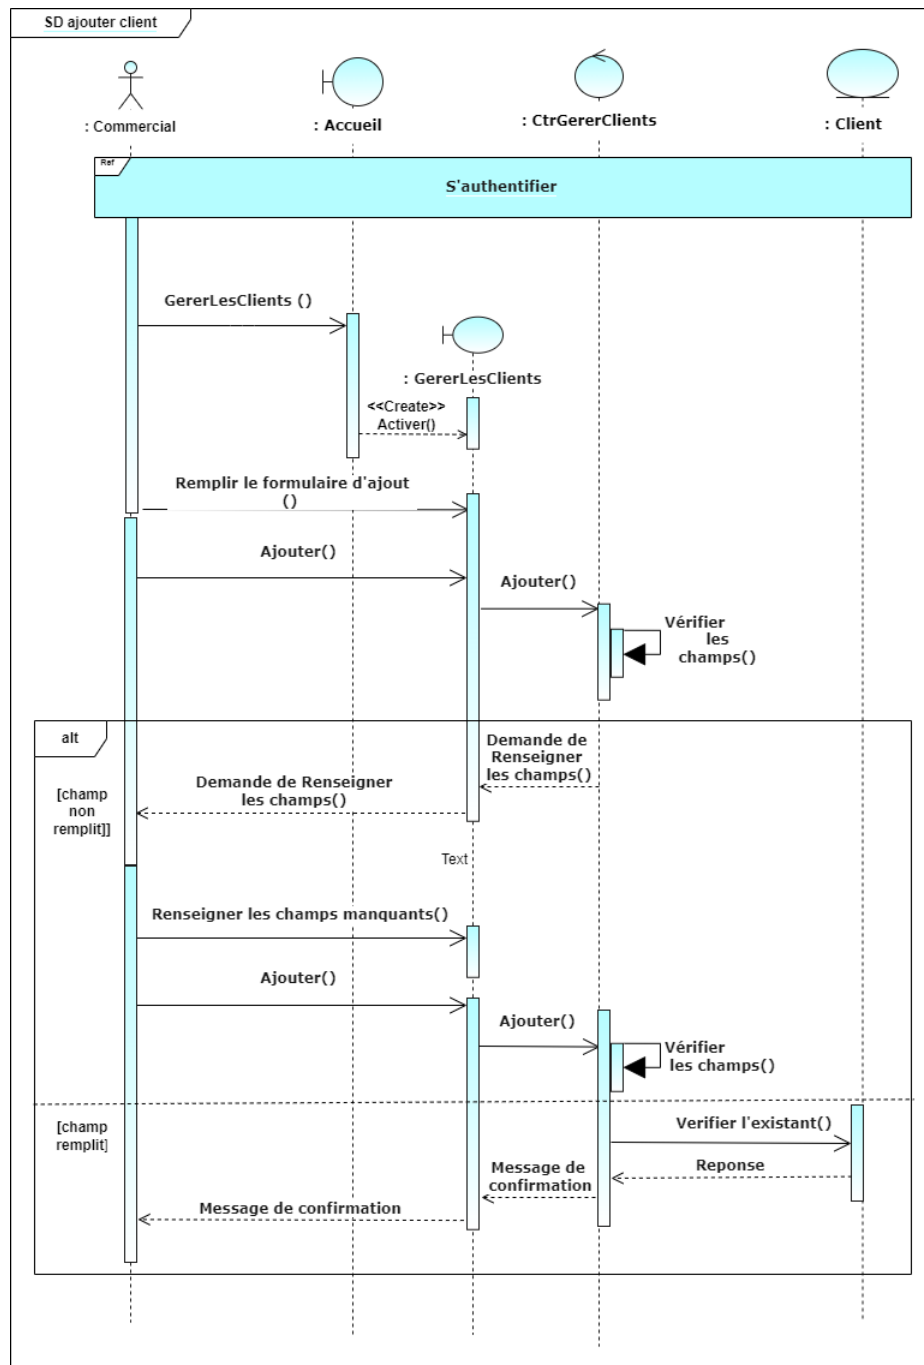 SD ajouter client
: Commercial
: Accueil
: CtrGererClients
: Client
Ref
S'authentifier
GererLesClients ()
: GererLesClients
<<Create>>
Activer()
Remplir le formulaire d'ajout
()
Ajouter()
Ajouter()
Vérifier
les
champs()
alt
Demande de
Renseigner
les champs()
Demande de Renseigner
les champs()
[champ
non
remplit]]
Text
Renseigner les champs manquants()
Ajouter()
Ajouter()
Vérifier
les champs()
[champ
remplit]
Verifier l'existant()
Reponse
Message de
confirmation
Message de confirmation